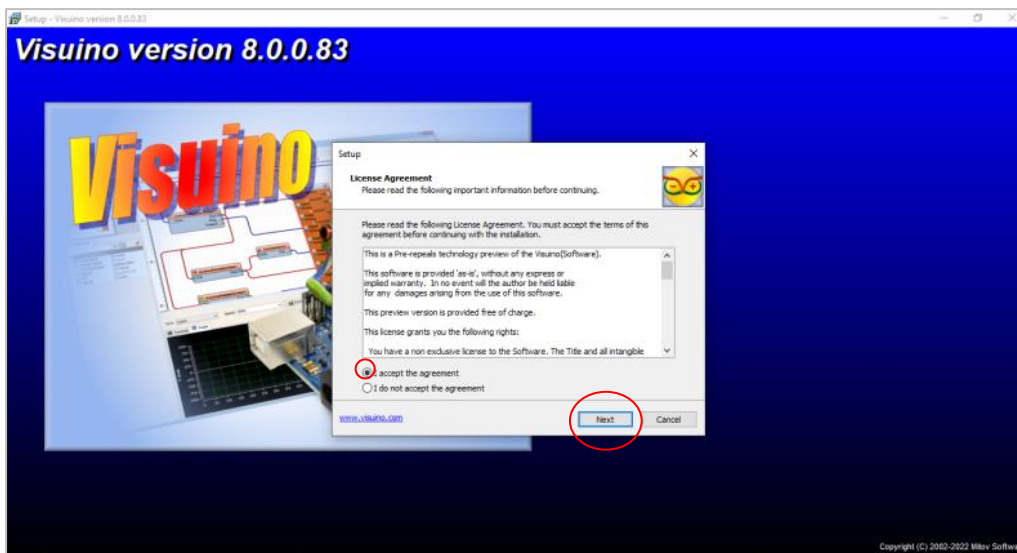 Setup - Visuino version 8.0.0.83
Visuino version 8.0.0.83
Visuino
Setup
License Agreement
Please read the following important information before continuing.
Please read the following License Agreement. You must accept the terms of this
agreement before continuing with the installation.
This is a Pre-repeals technology preview of the Visuino(Software).
This software is provided 'as-is', without any express or
implied warranty. In no event will the author be held liable
for any damages arising from the use of this software.
This preview version is provided free of charge.
This license grants you the following rights:
You have a non exclusive license to the Software. The Title and all intangible
I accept the agreement
I do not accept the agreement
www.visuino.com
Next
Cancel
Copyright (C) 2002-2022 Mitov Softwa